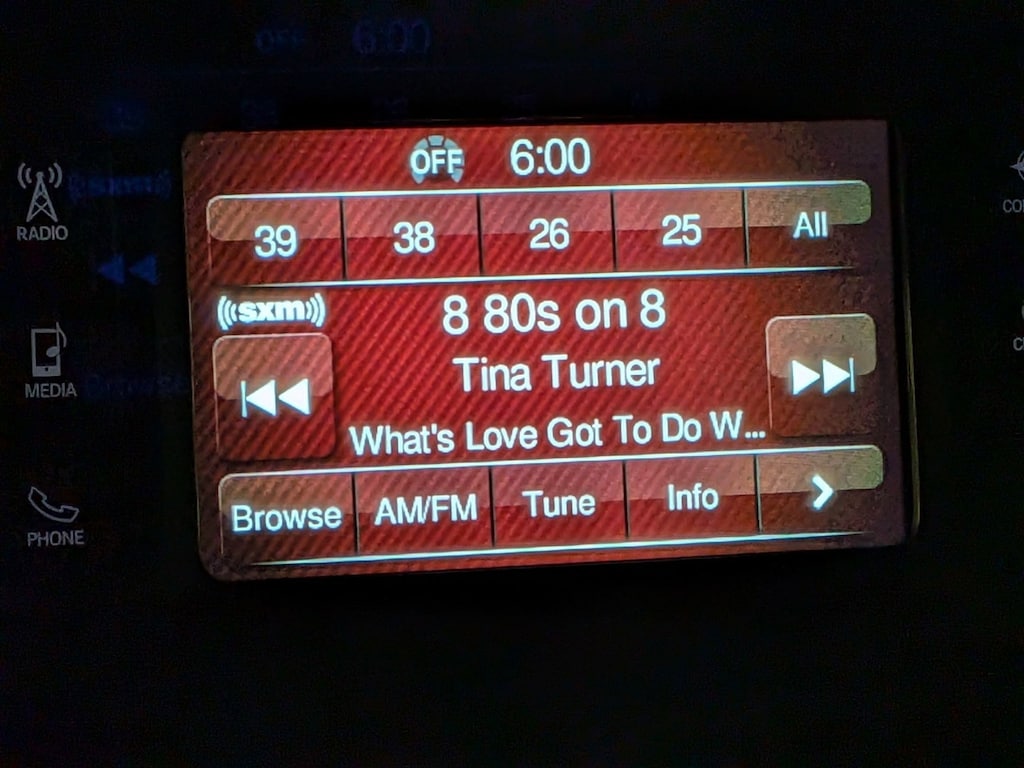 OFF 6:00
39 38 26 25 All
sxm
8 80s on 8
Tina Turner
What's Love Got To Do W...
Browse AM/FM Tune Info
RADIO
MEDIA
PHONE